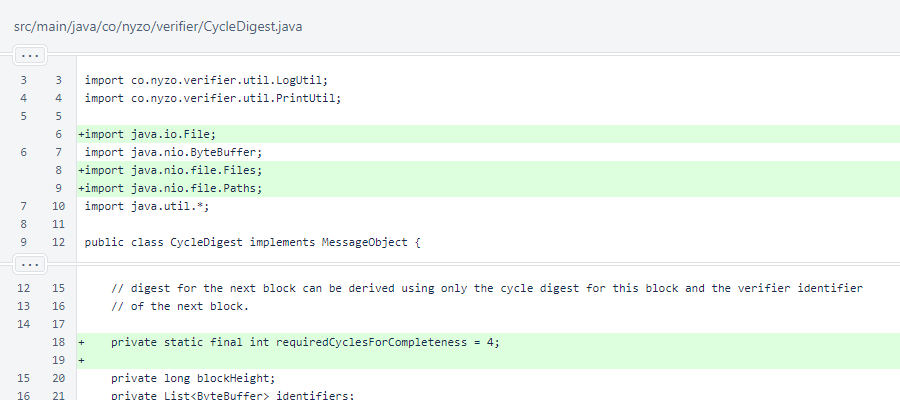 src/main/java/co/nyzo/verifier/CycleDigest.java
...
3 3 import co.nyzo.verifier.util.LogUtil;
4 4 import co.nyzo.verifier.util.PrintUtil;
5 5
6 +import java.io.File;
6 7 import java.nio.ByteBuffer;
8 +import java.nio.file.Files;
9 +import java.nio.file.Paths;
7 10 import java.util.*;
8 11
9 12 public class CycleDigest implements MessageObject {
...
12 15 // digest for the next block can be derived using only the cycle digest for this block and the verifier identifier
13 16 // of the next block.
14 17
18 + private static final int requiredCyclesForCompleteness = 4;
19 +
15 20 private long blockHeight;
16 21 private List<ByteBuffer> identifiers;